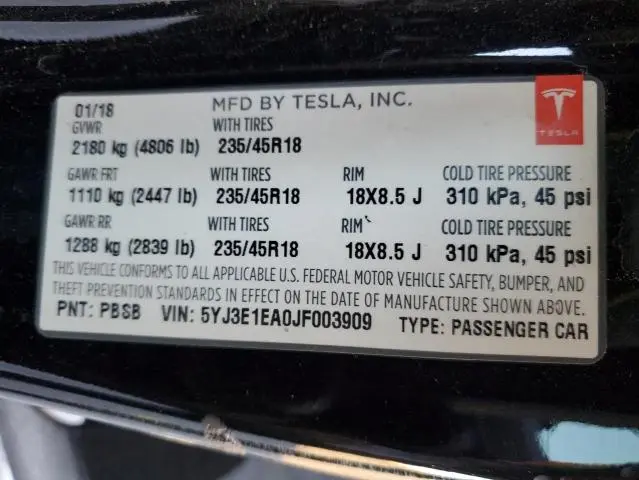 01/18 MFD BY TESLA, INC.
GVWR WITH TIRES
2180 kg (4806 lb) 235/45R18
TESLA
GAWR FRT WITH TIRES RIM COLD TIRE PRESSURE
1110 kg (2447 lb) 235/45R18 18X8.5 J 310 kPa, 45 psi
GAWR RR WITH TIRES RIM COLD TIRE PRESSURE
1288 kg (2839 lb) 235/45R18 18X8.5 J 310 kPa, 45 psi
THIS VEHICLE CONFORMS TO ALL APPLICABLE U.S. FEDERAL MOTOR VEHICLE SAFETY, BUMPER, AND
THEFT PREVENTION STANDARDS IN EFFECT ON THE DATE OF MANUFACTURE SHOWN ABOVE.
PNT: PBSB VIN: 5YJ3E1EA0JF003909 TYPE: PASSENGER CAR